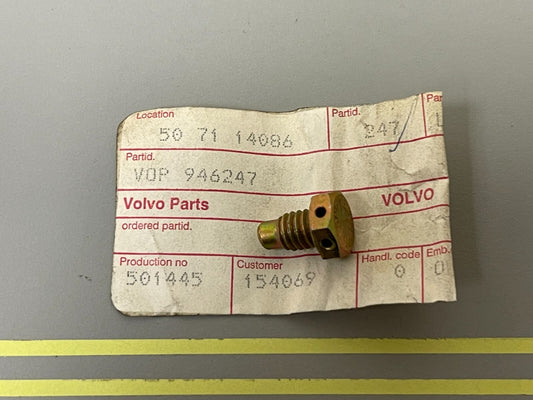 Location Partid. Par
50 71 14086 247
Partid.
VOP 946247
Volvo Parts VOLVO
ordered partid.
Production no Customer Handl. code Emb.
501445 154069 0 0